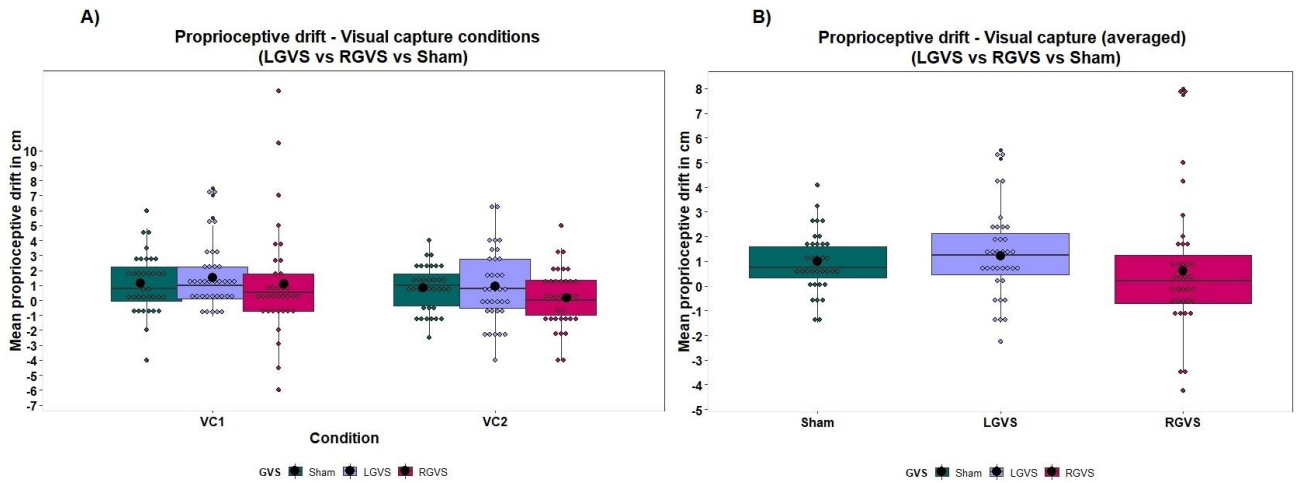 A)
Proprioceptive drift - Visual capture conditions
(LGVS vs RGVS vs Sham)
Mean proprioceptive drift in cm
10
9
8
7
6
5
4
3
2
1
0
-1
-2
-3
-4
-5
-6
-7
VC1 VC2
Condition
GVS Sham LGVS RGVS
B)
Proprioceptive drift - Visual capture (averaged)
(LGVS vs RGVS vs Sham)
Mean proprioceptive drift in cm
8
7
6
5
4
3
2
1
0
-1
-2
-3
-4
-5
Sham LGVS RGVS
GVS Sham LGVS RGVS